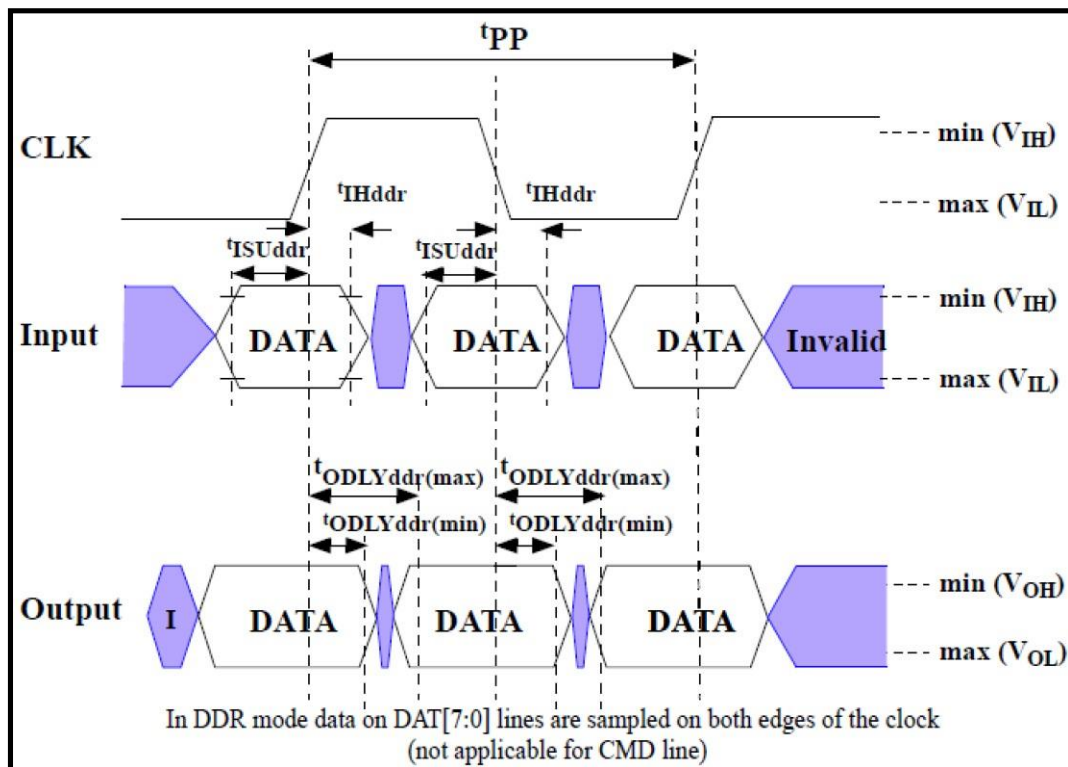 tPP
CLK
min (VIH)
max (VIL)
tIHddr
tIHddr
tISUddr
tISUddr
Input
DATA
DATA
DATA
Invalid
min (VIH)
max (VIL)
tODLYddr(max)
tODLYddr(max)
tODLYddr(min)
tODLYddr(min)
Output
I
DATA
DATA
DATA
min (VOH)
max (VOL)
In DDR mode data on DAT[7:0] lines are sampled on both edges of the clock
(not applicable for CMD line)